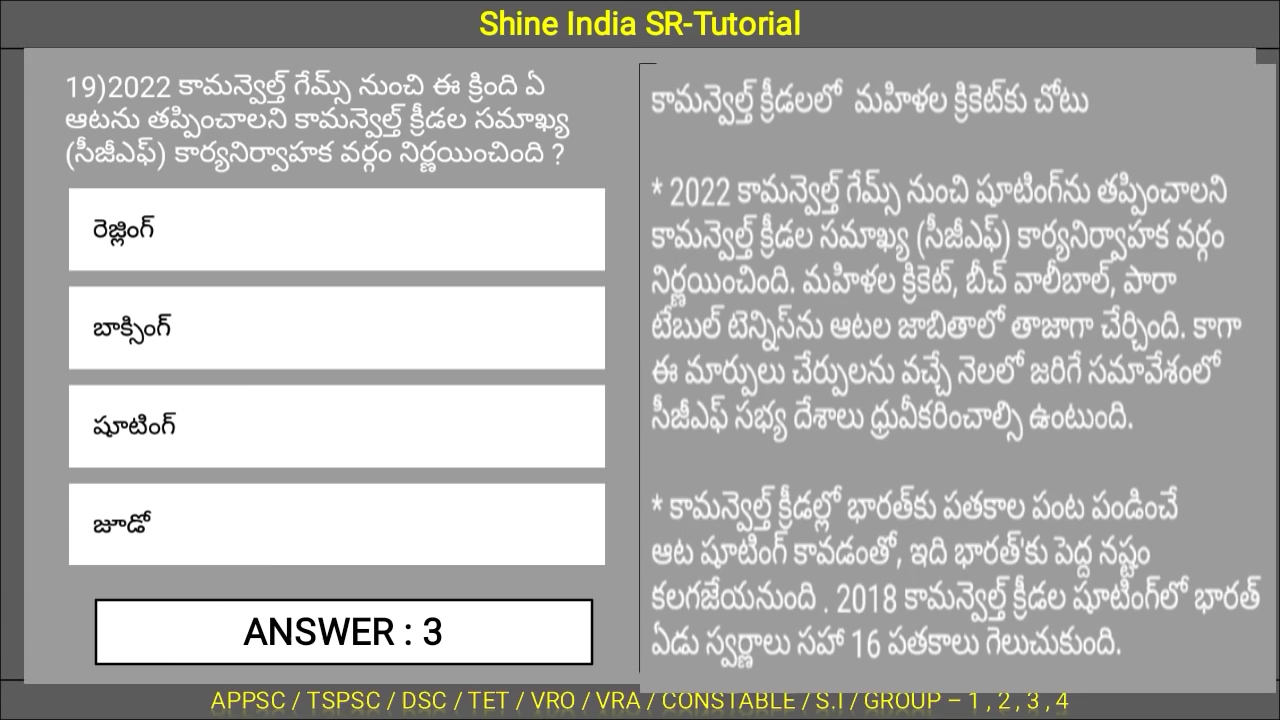 Shine India SR-Tutorial
19)2022 కామన్వెల్త్ గేమ్స్ నుంచి ఈ క్రింది ఏ
ఆటను తప్పించాలని కామన్వెల్త్ క్రీడల సమాఖ్య
(సీజీఎఫ్) కార్యనిర్వాహక వర్గం నిర్ణయించింది ?
రెజ్లింగ్
బాక్సింగ్
షూటింగ్
జూడో
ANSWER : 3
కామన్వెల్త్ క్రీడలలో మహిళల క్రికెట్‌కు చోటు
* 2022 కామన్వెల్త్ గేమ్స్ నుంచి షూటింగ్‌ను తప్పించాలని
కామన్వెల్త్ క్రీడల సమాఖ్య (సీజీఎఫ్) కార్యనిర్వాహక వర్గం
నిర్ణయించింది. మహిళల క్రికెట్, బీచ్ వాలీబాల్, పారా
టేబుల్ టెన్నిస్‌ను ఆటల జాబితాలో తాజాగా చేర్చింది. కాగా
ఈ మార్పులు చేర్పులను వచ్చే నెలలో జరిగే సమావేశంలో
సీజీఎఫ్ సభ్య దేశాలు ధ్రువీకరించాల్సి ఉంటుంది.
* కామన్వెల్త్ క్రీడల్లో భారత్‌కు పతకాల పంట పండించే
ఆట షూటింగ్ కావడంతో, ఇది భారత్'కు పెద్ద నష్టం
కలగజేయనుంది . 2018 కామన్వెల్త్ క్రీడల షూటింగ్‌లో భారత్
ఏడు స్వర్ణాలు సహా 16 పతకాలు గెలుచుకుంది.
APPSC / TSPSC / DSC / TET / VRO / VRA / CONSTABLE / S.I / GROUP – 1 , 2 , 3 , 4